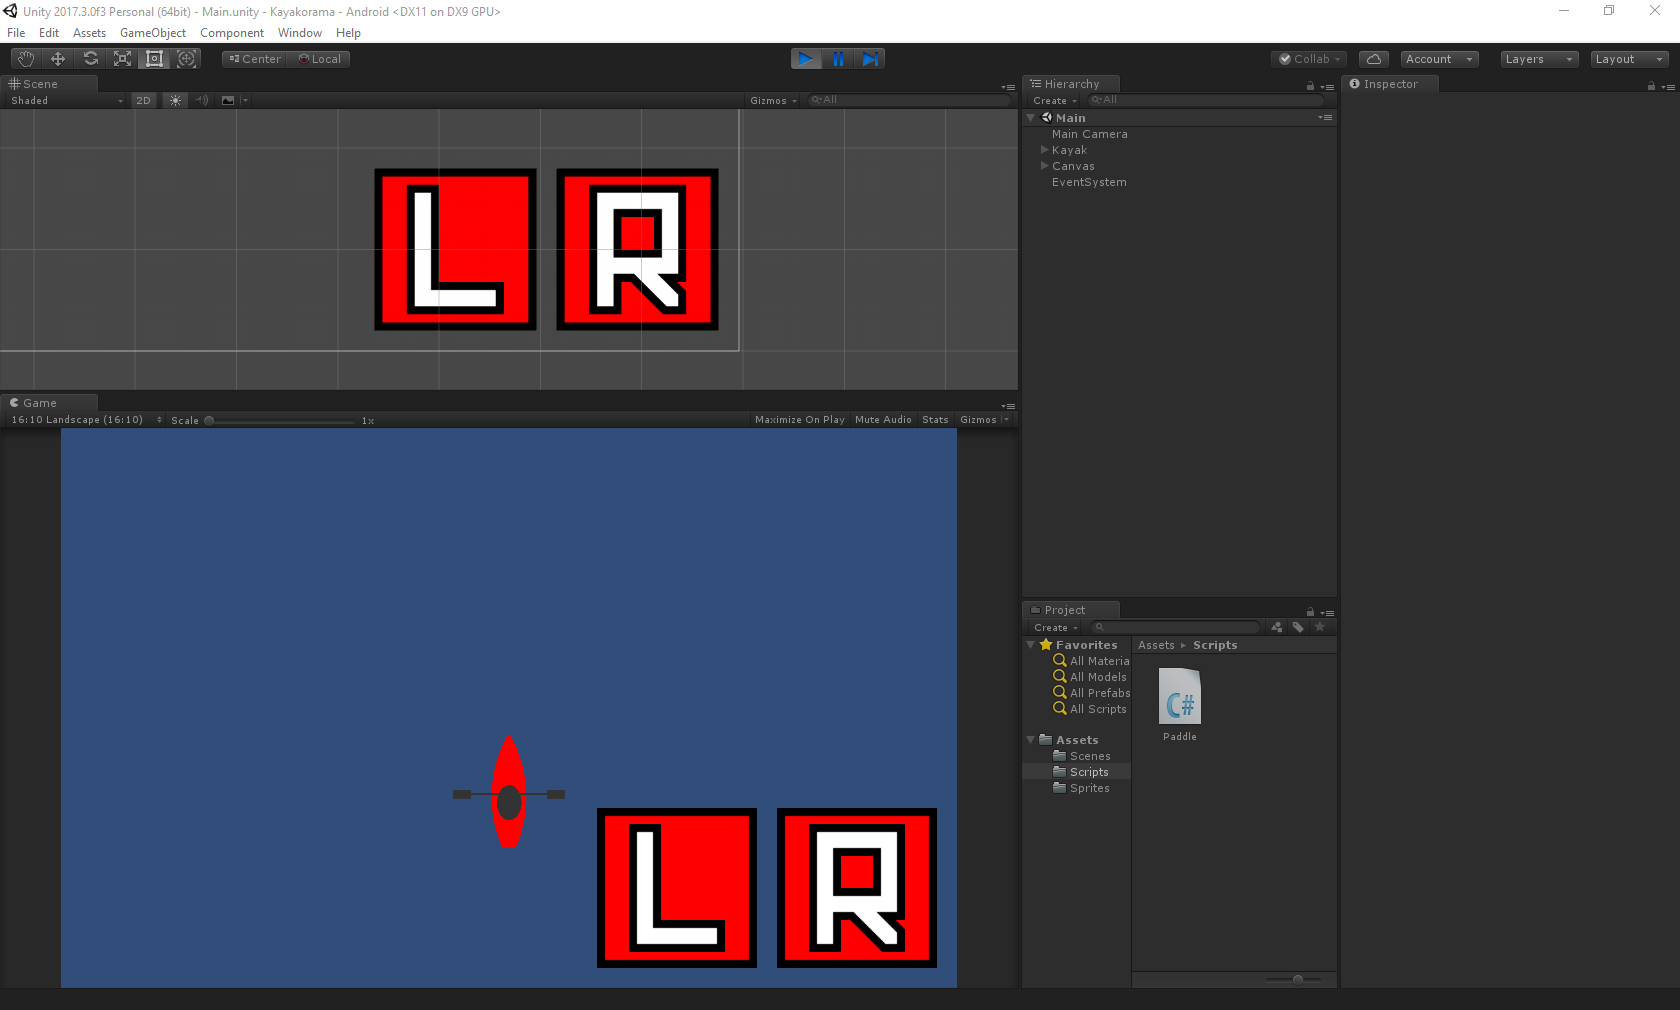 Unity 2017.3.0f3 Personal (64bit) - Main.unity - Kayakorama - Android <DX11 on DX9 GPU>
File Edit Assets GameObject Component Window Help
Center Local Collab Account Layers Layout
Scene
Shaded 2D Gizmos All
L R
Game
16:10 Landscape (16:10) Scale 1x Maximize On Play Mute Audio Stats Gizmos
L R
Hierarchy
Create All
Main
Main Camera
Kayak
Canvas
EventSystem
Project
Create
Favorites
All Materia
All Models
All Prefabs
All Scripts
Assets
Scenes
Scripts
Sprites
Assets ▸ Scripts
C#
Paddle
Inspector